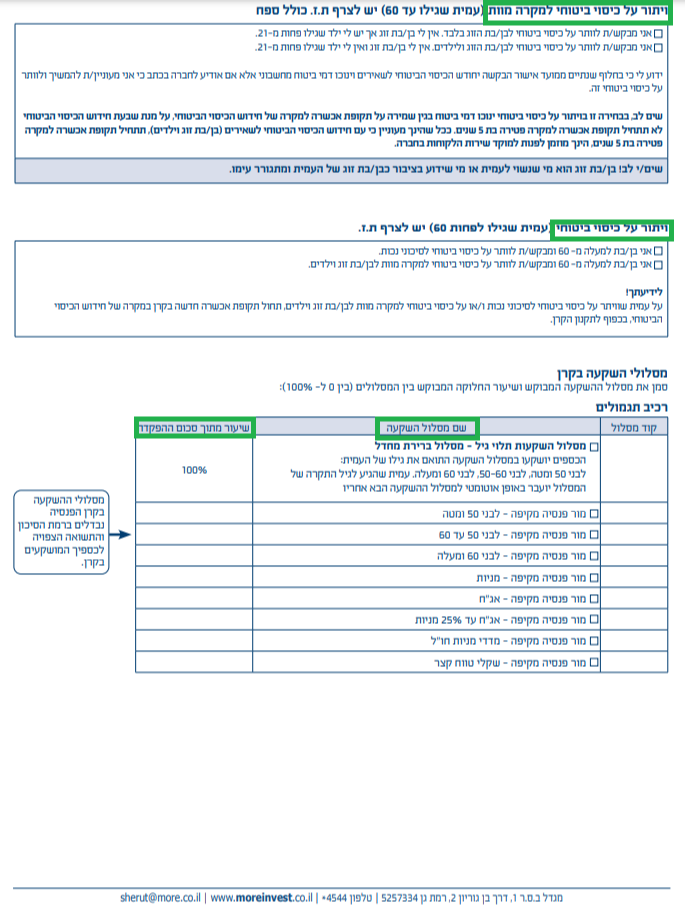 ויתור על כיסוי ביטוחי למקרה מוות (עמית שגילו עד 60) יש לצרף ת.ז. כולל ספח
אני מבקש/ת לוותר על כיסוי ביטוחי לבן/בת הזוג בלבד. אין לי בן/בת זוג אך יש לי ילד שגילו פחות מ-21.
אני מבקש/ת לוותר על כיסוי ביטוחי לבן/בת הזוג ולילדים. אין לי בן/בת זוג ואין לי ילד שגילו פחות מ-21.
ידוע לי כי בחלוף שנתיים ממועד אישור הבקשה יחודש הכיסוי הביטוחי לשאירים וינוכו דמי ביטוח מחשבוני אלא אם אודיע לחברה בכתב כי אני מעוניין/ת להמשיך ולוותר
על כיסוי ביטוחי זה.
שים לב, בבחירה זו בויתור על כיסוי ביטוחי ינוכו דמי ביטוח בגין שמירה על תקופת אכשרה למקרה של חידוש הכיסוי הביטוחי, על מנת שבעת חידוש הכיסוי הביטוחי
לא תתחיל תקופת אכשרה למקרה פטירה בת 5 שנים. ככל שהינך מעוניין כי עם חידוש הכיסוי הביטוחי לשאירים (בן/בת זוג וילדים), תתחיל תקופת אכשרה למקרה
פטירה בת 5 שנים, הינך מוזמן לפנות למוקד שירות הלקוחות בחברה.
שים/י לב! בן/בת זוג הוא מי שנשוי לעמית או מי שידוע בציבור כבן/בת זוג של העמית ומתגורר עימו.
ויתור על כיסוי ביטוחי (עמית שגילו לפחות 60) יש לצרף ת.ז.
אני בן/בת למעלה מ- 60 ומבקש/ת לוותר על כיסוי ביטוחי לסיכוני נכות.
אני בן/בת למעלה מ- 60 ומבקש/ת לוותר על כיסוי ביטוחי למקרה מוות לבן/בת זוג וילדים.
לידיעתך!
על עמית שוויתר על כיסוי ביטוחי לסיכוני נכות ו/או על כיסוי ביטוחי למקרה מוות לבן/בת זוג וילדים, תחול תקופת אכשרה חדשה בקרן במקרה של חידוש הכיסוי
הביטוחי, בכפוף לתקנון הקרן.
מסלולי השקעה בקרן
סמן את מסלול ההשקעה המבוקש ושיעור החלוקה המבוקש בין המסלולים (בין 0 ל- 100%):
רכיב תגמולים
קוד מסלול שם מסלול השקעה שיעור מתוך סכום ההפקדה
מסלול השקעות תלוי גיל - מסלול ברירת מחדל
הכספים יושקעו במסלול השקעה התואם את גילו של העמית:
לבני 50 ומטה, לבני 50-60, לבני 60 ומעלה. עמית שהגיע לגיל התקרה של
המסלול יועבר באופן אוטומטי למסלול ההשקעה הבא אחריו
100%
מור פנסיה מקיפה - לבני 50 ומטה
מור פנסיה מקיפה - לבני 50 עד 60
מור פנסיה מקיפה - לבני 60 ומעלה
מור פנסיה מקיפה - מניות
מור פנסיה מקיפה - אג"ח
מור פנסיה מקיפה - אג"ח עד 25% מניות
מור פנסיה מקיפה - מדדי מניות חו"ל
מור פנסיה מקיפה - שקלי טווח קצר
מסלולי ההשקעה
בקרן הפנסיה
נבדלים ברמת הסיכון
והתשואה הצפויה
לכספיך המושקעים
בקרן.
מגדל ב.ס.ר 1, דרך בן גוריון 2, רמת גן 5257334 | טלפון 4544* | www.moreinvest.co.il | sherut@more.co.il